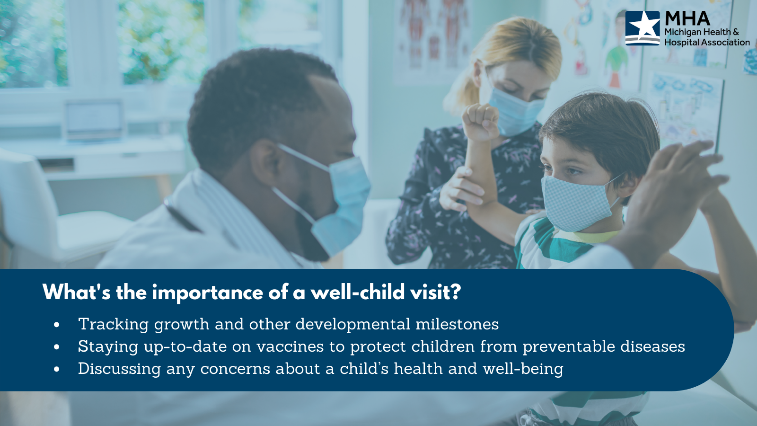 MHA
Michigan Health &
Hospital Association
What's the importance of a well-child visit?
• Tracking growth and other developmental milestones
• Staying up-to-date on vaccines to protect children from preventable diseases
• Discussing any concerns about a child's health and well-being